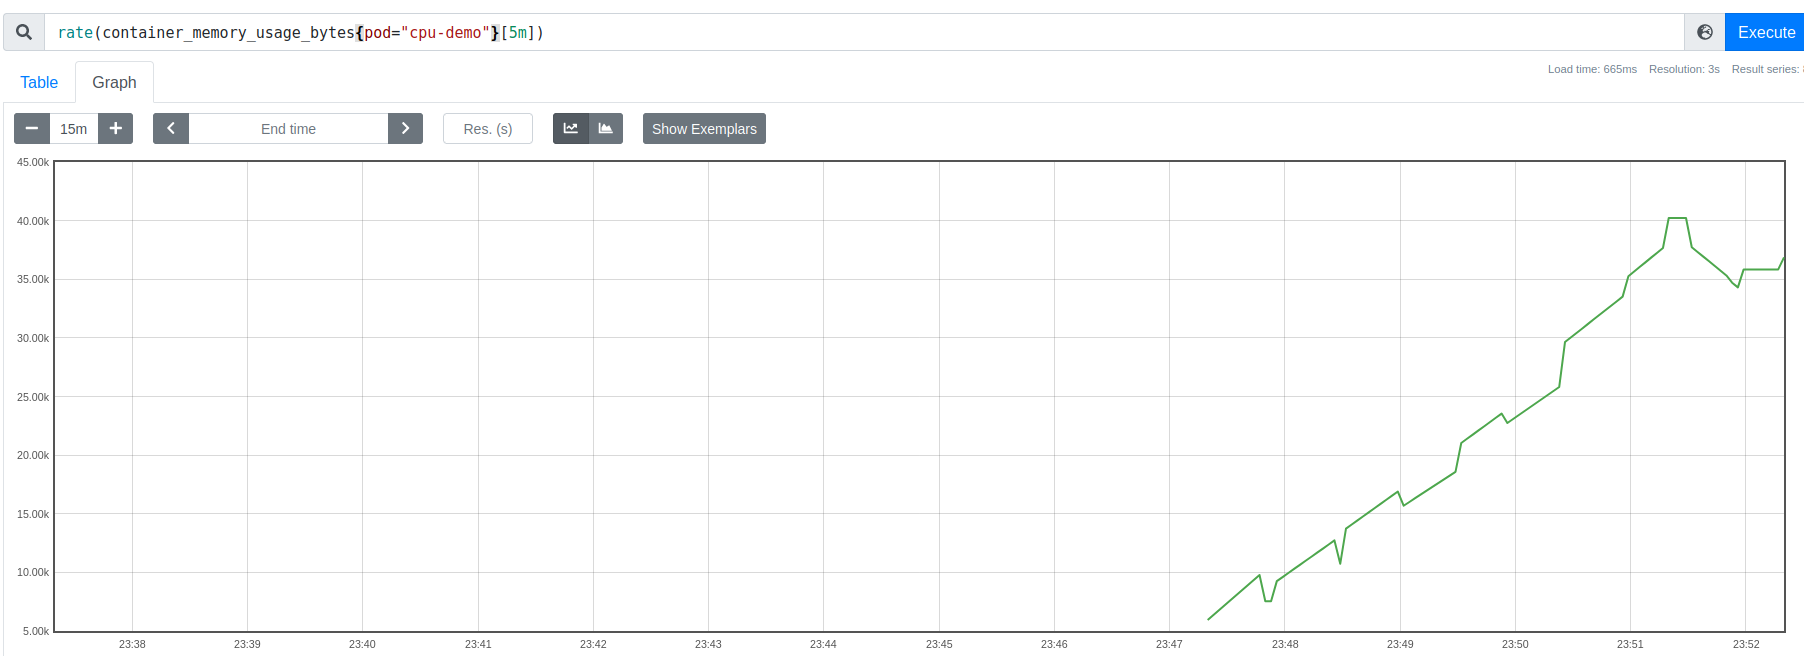 rate(container_memory_usage_bytes{pod="cpu-demo"}[5m])
Execute
Table
Graph
Load time: 665ms Resolution: 3s Result series:
15m
End time
Res. (s)
Show Exemplars
45.00k
40.00k
35.00k
30.00k
25.00k
20.00k
15.00k
10.00k
5.00k
23:38 23:39 23:40 23:41 23:42 23:43 23:44 23:45 23:46 23:47 23:48 23:49 23:50 23:51 23:52